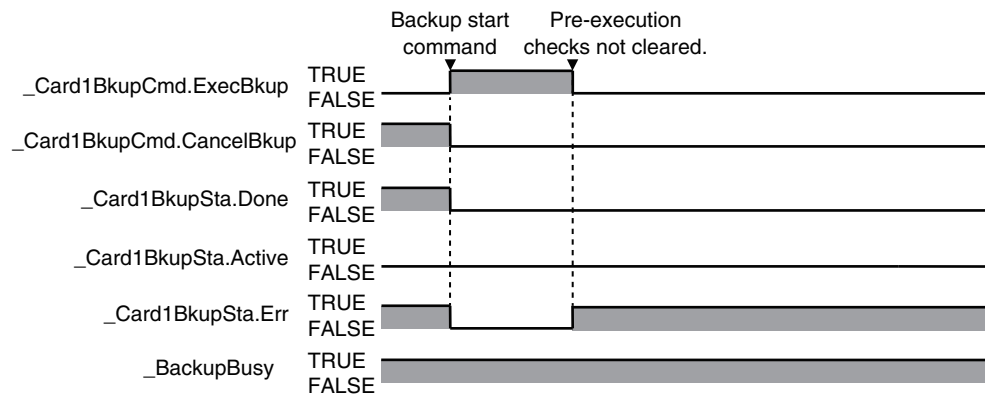 Backup start
command
Pre-execution
checks not cleared.
_Card1BkupCmd.ExecBkup
TRUE
FALSE
_Card1BkupCmd.CancelBkup
TRUE
FALSE
_Card1BkupSta.Done
TRUE
FALSE
_Card1BkupSta.Active
TRUE
FALSE
_Card1BkupSta.Err
TRUE
FALSE
_BackupBusy
TRUE
FALSE